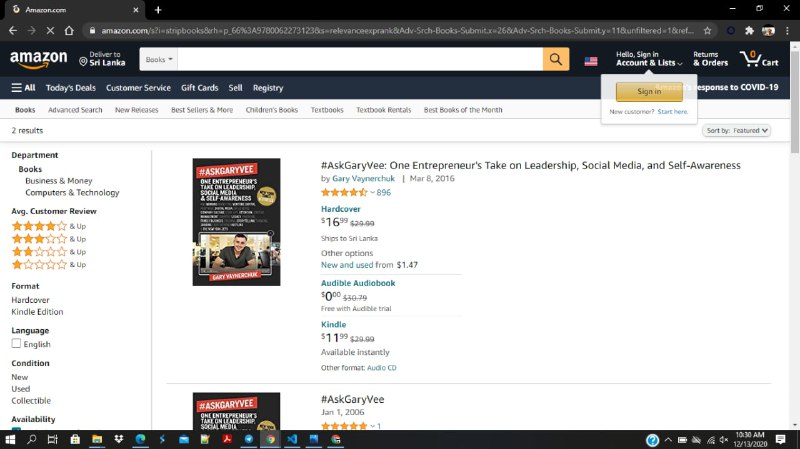 Amazon.com
amazon.com/s?i=stripbooks&rh=p_66%3A9780062273123&s=relevanceexprank&Adv-Srch-Books-Submit.x=26&Adv-Srch-Books-Submit.y=11&unfiltered=1&ref...
amazon
Deliver to
Sri Lanka
Books
Hello, Sign in
Account & Lists
Returns
& Orders
0
Cart
All
Today's Deals
Customer Service
Gift Cards
Sell
Registry
Sign in
New customer? Start here.
response to COVID-19
Books
Advanced Search
New Releases
Best Sellers & More
Children's Books
Textbooks
Textbook Rentals
Best Books of the Month
2 results
Sort by: Featured
Department
Books
Business & Money
Computers & Technology
Avg. Customer Review
& Up
& Up
& Up
& Up
Format
Hardcover
Kindle Edition
Language
English
Condition
New
Used
Collectible
Availability
#ASKGARYVEE
ONE ENTREPRENEUR'S
TAKE ON LEADERSHIP,
SOCIAL MEDIA
& SELF-AWARENESS
GARY VAYNERCHUK
#AskGaryVee: One Entrepreneur's Take on Leadership, Social Media, and Self-Awareness
by Gary Vaynerchuk | Mar 8, 2016
896
Hardcover
$16.99 $29.99
Ships to Sri Lanka
Other options
New and used from $1.47
Audible Audiobook
$0.00 $30.79
Free with Audible trial
Kindle
$11.99 $29.99
Available instantly
Other format: Audio CD
#ASKGARYVEE
ONE ENTREPRENEUR'S
TAKE ON LEADERSHIP,
SOCIAL MEDIA
#AskGaryVee
Jan 1, 2006
1
10:30 AM
12/13/2020